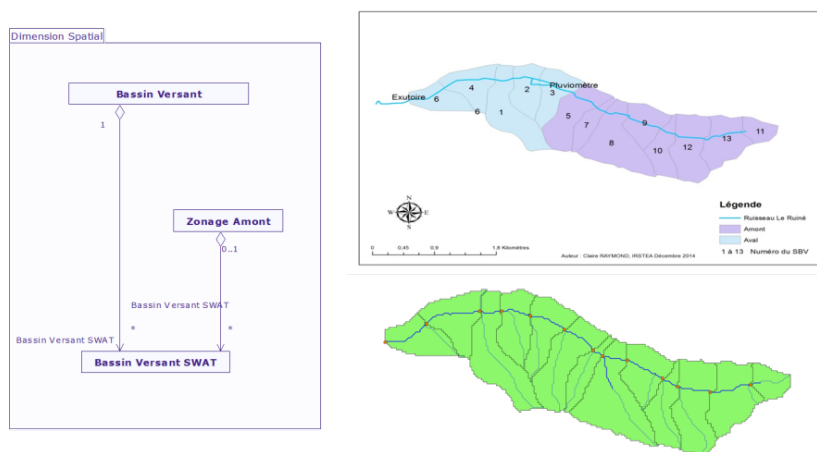 Dimension Spatial
Bassin Versant
1
Zonage Amont
0..1
Bassin Versant SWAT
*
*
Bassin Versant SWAT
Bassin Versant SWAT
Exutoire
Pluviomètre
4
2
3
6
6
1
5
7
8
9
10
12
13
11
N
W
E
S
0
0,45
0,9
1,8 Kilomètres
Légende
Ruisseau Le Ruiné
Amont
Aval
1 à 13 Numéro du SBV
Auteur : Claire RAYMOND, IRSTEA Décembre 2014